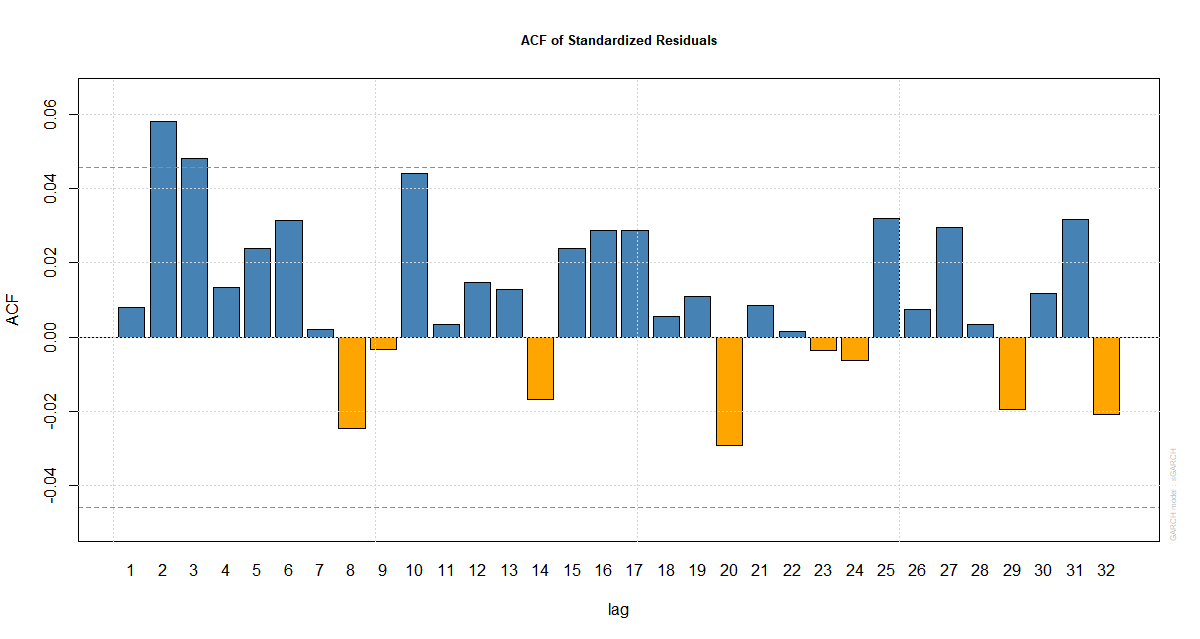 ACF of Standardized Residuals
ACF
0.06
0.04
0.02
0.00
-0.02
-0.04
1 2 3 4 5 6 7 8 9 10 11 12 13 14 15 16 17 18 19 20 21 22 23 24 25 26 27 28 29 30 31 32
lag
GARCH model : sGARCH